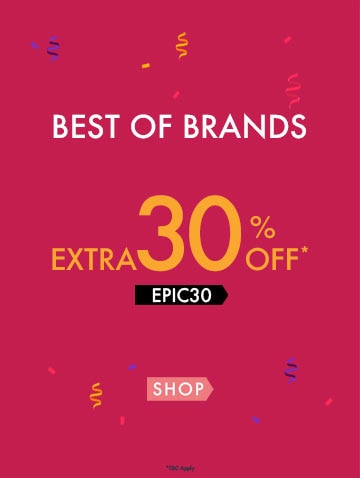 BEST OF BRANDS
EXTRA 30% OFF*
EPIC30
SHOP
*T&C Apply